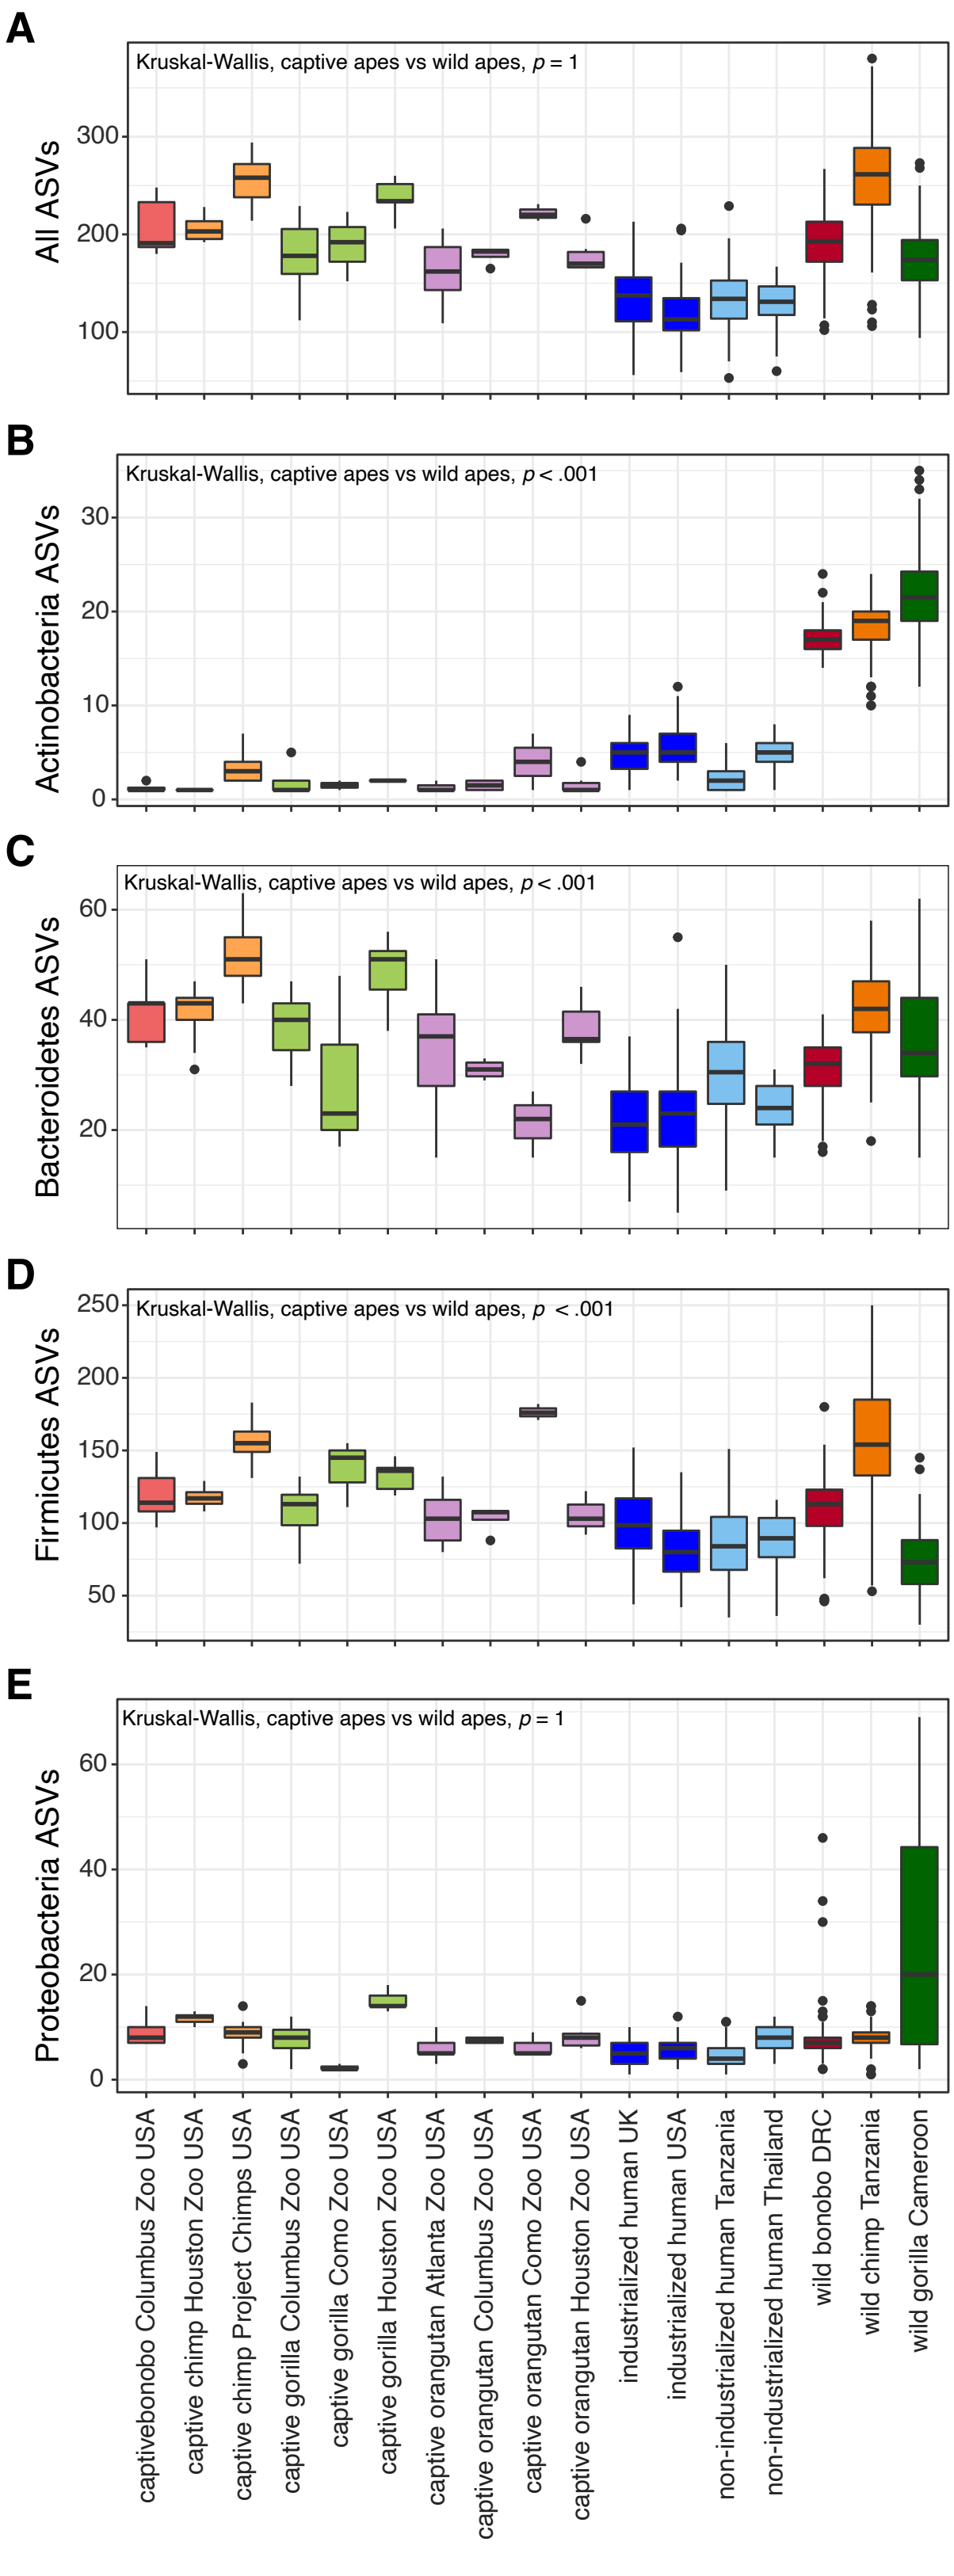 A
Kruskal-Wallis, captive apes vs wild apes, p = 1
All ASVs
300
200
100
B
Kruskal-Wallis, captive apes vs wild apes, p < .001
Actinobacteria ASVs
30
20
10
0
C
Kruskal-Wallis, captive apes vs wild apes, p < .001
Bacteroidetes ASVs
60
40
20
D
Kruskal-Wallis, captive apes vs wild apes, p < .001
Firmicutes ASVs
250
200
150
100
50
E
Kruskal-Wallis, captive apes vs wild apes, p = 1
Proteobacteria ASVs
60
40
20
0
captivebonobo Columbus Zoo USA
captive chimp Houston Zoo USA
captive chimp Project Chimps USA
captive gorilla Columbus Zoo USA
captive gorilla Como Zoo USA
captive gorilla Houston Zoo USA
captive orangutan Atlanta Zoo USA
captive orangutan Columbus Zoo USA
captive orangutan Como Zoo USA
captive orangutan Houston Zoo USA
industrialized human UK
industrialized human USA
non-industrialized human Tanzania
non-industrialized human Thailand
wild bonobo DRC
wild chimp Tanzania
wild gorilla Cameroon